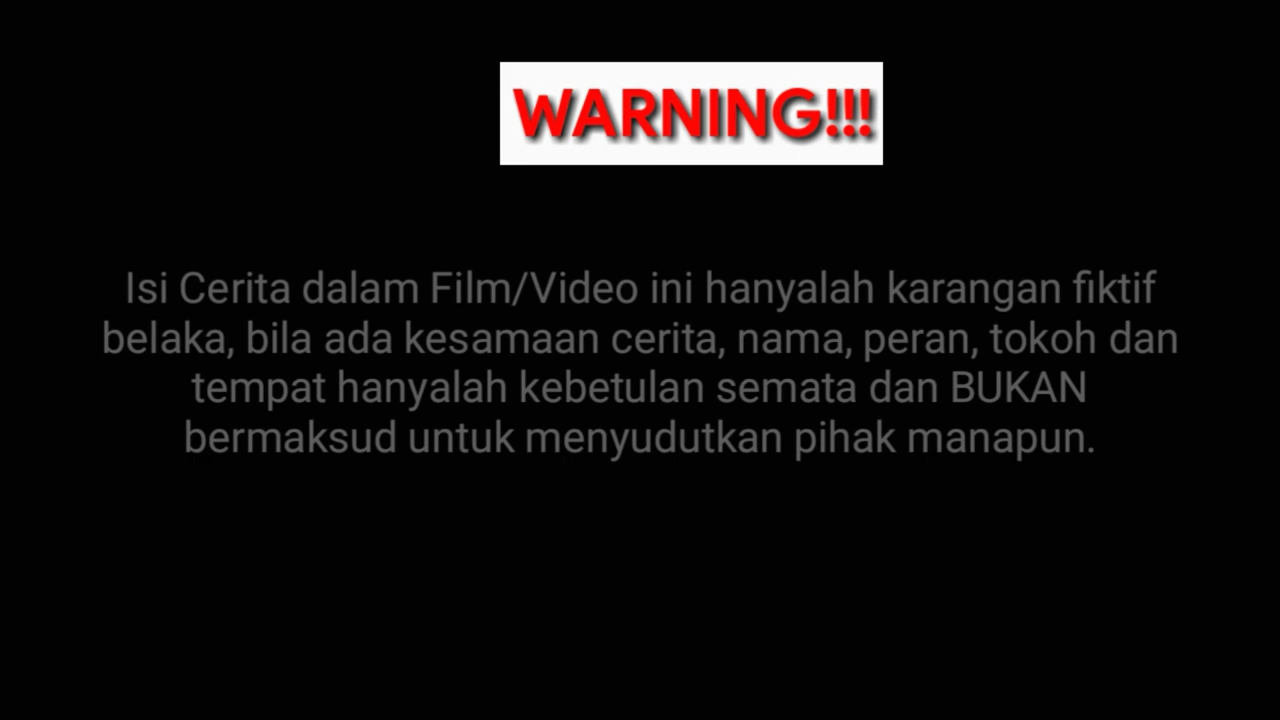 WARNING!!!
Isi Cerita dalam Film/Video ini hanyalah karangan fiktif
belaka, bila ada kesamaan cerita, nama, peran, tokoh dan
tempat hanyalah kebetulan semata dan BUKAN
bermaksud untuk menyudutkan pihak manapun.